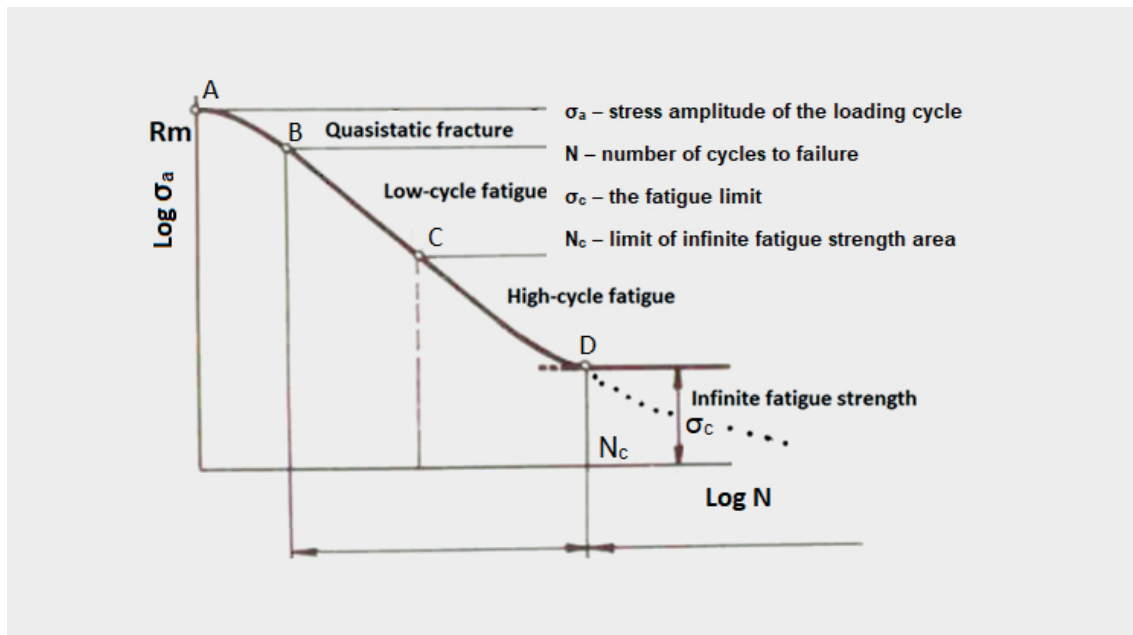 A
Rm
B
Quasistatic fracture
Log σa
Low-cycle fatigue
C
High-cycle fatigue
D
Infinite fatigue strength
σc
Nc
Log N
σa – stress amplitude of the loading cycle
N – number of cycles to failure
σc – the fatigue limit
Nc – limit of infinite fatigue strength area